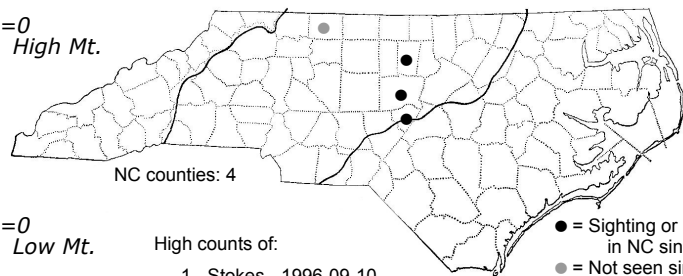 =0
High Mt.
NC counties: 4
=0
Low Mt.
High counts of:
1 - Stokes - 1996-09-10
● = Sighting or
in NC sin
● = Not seen si